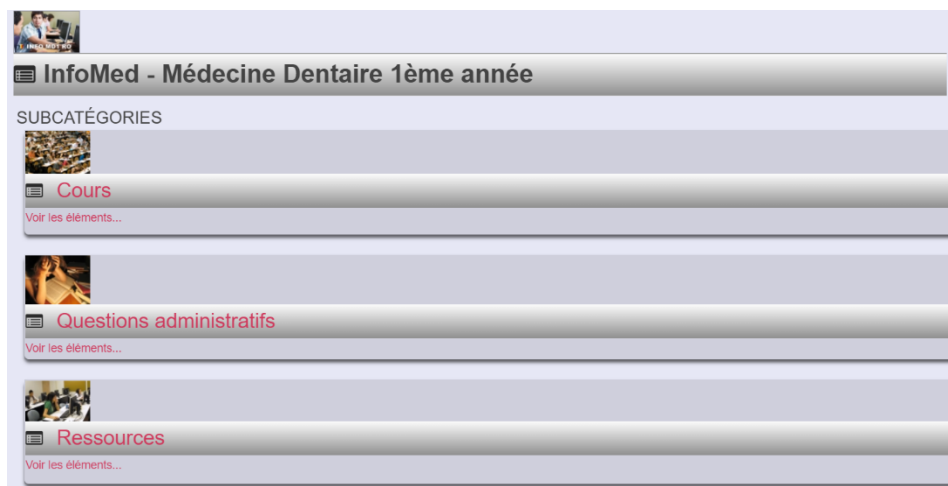 InfoMed - Médecine Dentaire 1ème année
SUBCATÉGORIES
Cours
Voir les éléments...
Questions administratifs
Voir les éléments...
Ressources
Voir les éléments...